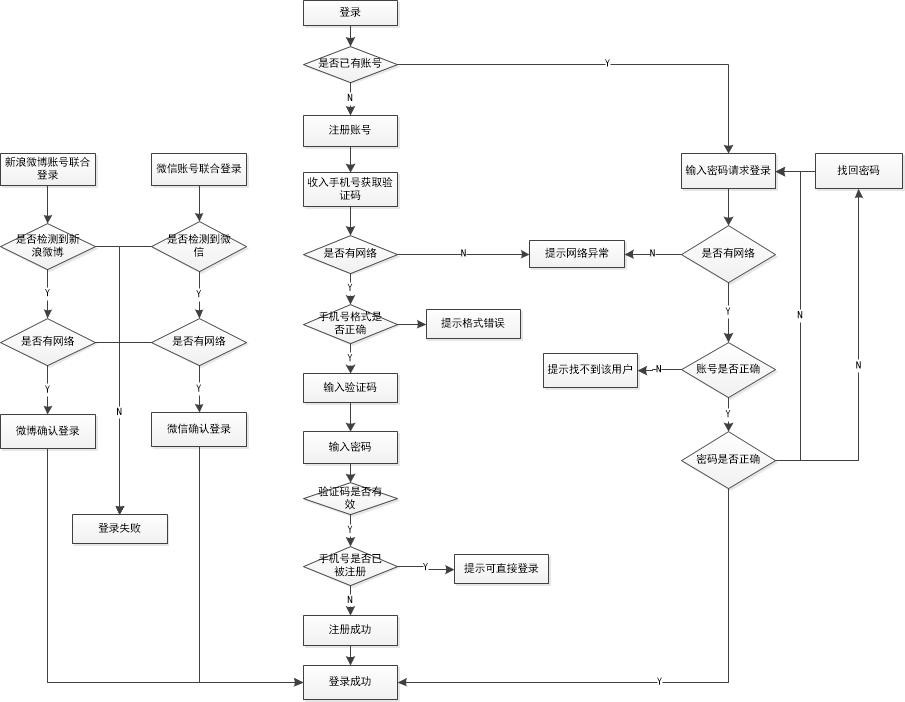 登录
是否已有账号
Y
N
注册账号
新浪微博账号联合
登录
微信账号联合登录
收入手机号获取验
证码
输入密码请求登录
找回密码
是否检测到新
浪微博
是否检测到微
信
是否有网络
N
提示网络异常
N
是否有网络
Y
Y
Y
手机号格式是
否正确
提示格式错误
Y
N
是否有网络
是否有网络
Y
提示找不到该用户
N
账号是否正确
N
Y
Y
输入验证码
N
Y
微博确认登录
微信确认登录
输入密码
密码是否正确
验证码是否有
效
登录失败
Y
手机号是否已
被注册
Y
提示可直接登录
N
注册成功
登录成功
Y